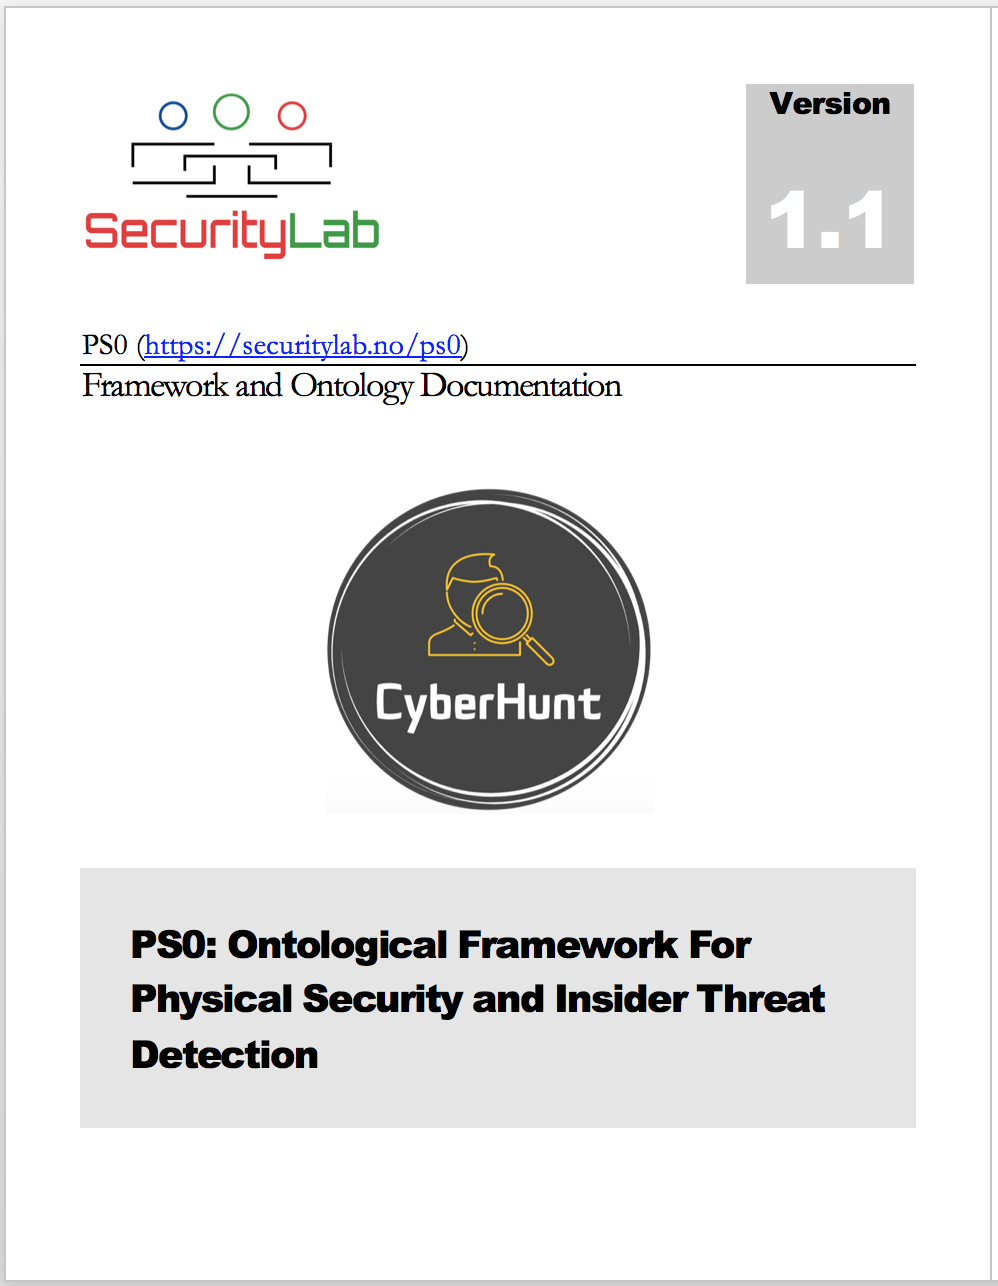 SecurityLab
Version
1.1
PS0 (https://securitylab.no/ps0)
Framework and Ontology Documentation
CyberHunt
PS0: Ontological Framework For
Physical Security and Insider Threat
Detection